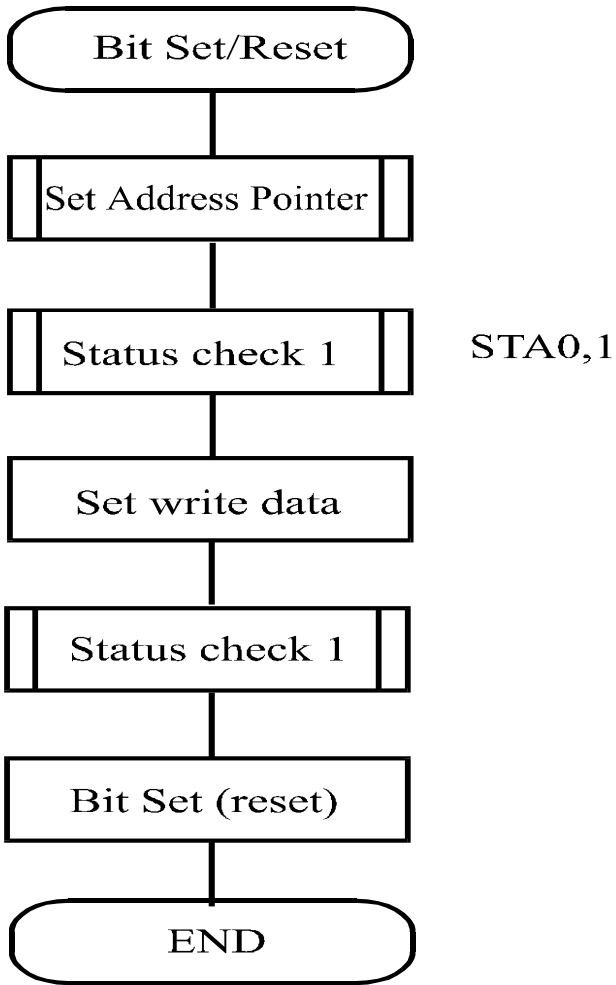 Bit Set/Reset
Set Address Pointer
Status check 1
STA0,1
Set write data
Status check 1
Bit Set (reset)
END